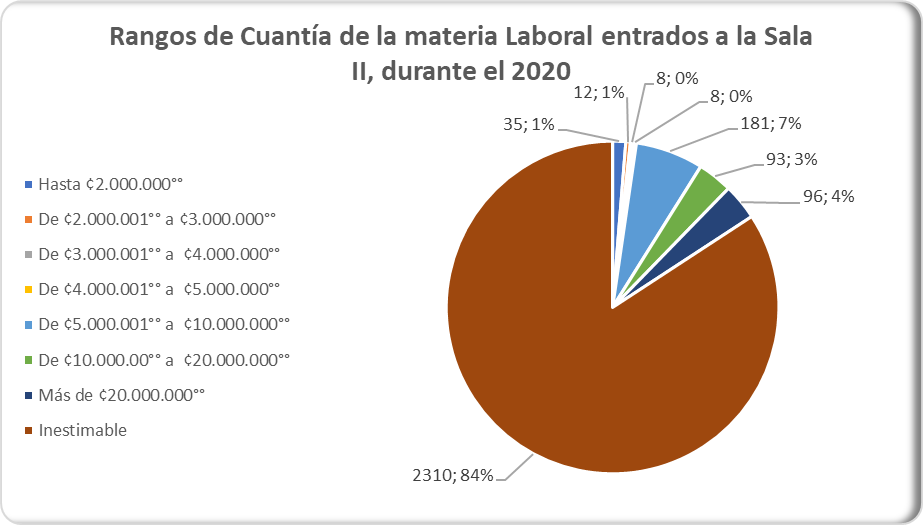 Rangos de Cuantía de la materia Laboral entrados a la Sala
II, durante el 2020
8; 0%
12; 1%
8; 0%
35; 1%
181; 7%
93; 3%
96; 4%
Hasta ¢2.000.000°°
De ¢2.000.001°° a ¢3.000.000°°
De ¢3.000.001°° a ¢4.000.000°°
De ¢4.000.001°° a ¢5.000.000°°
De ¢5.000.001°° a ¢10.000.000°°
De ¢10.000.00°° a ¢20.000.000°°
Más de ¢20.000.000°°
Inestimable
2310; 84%